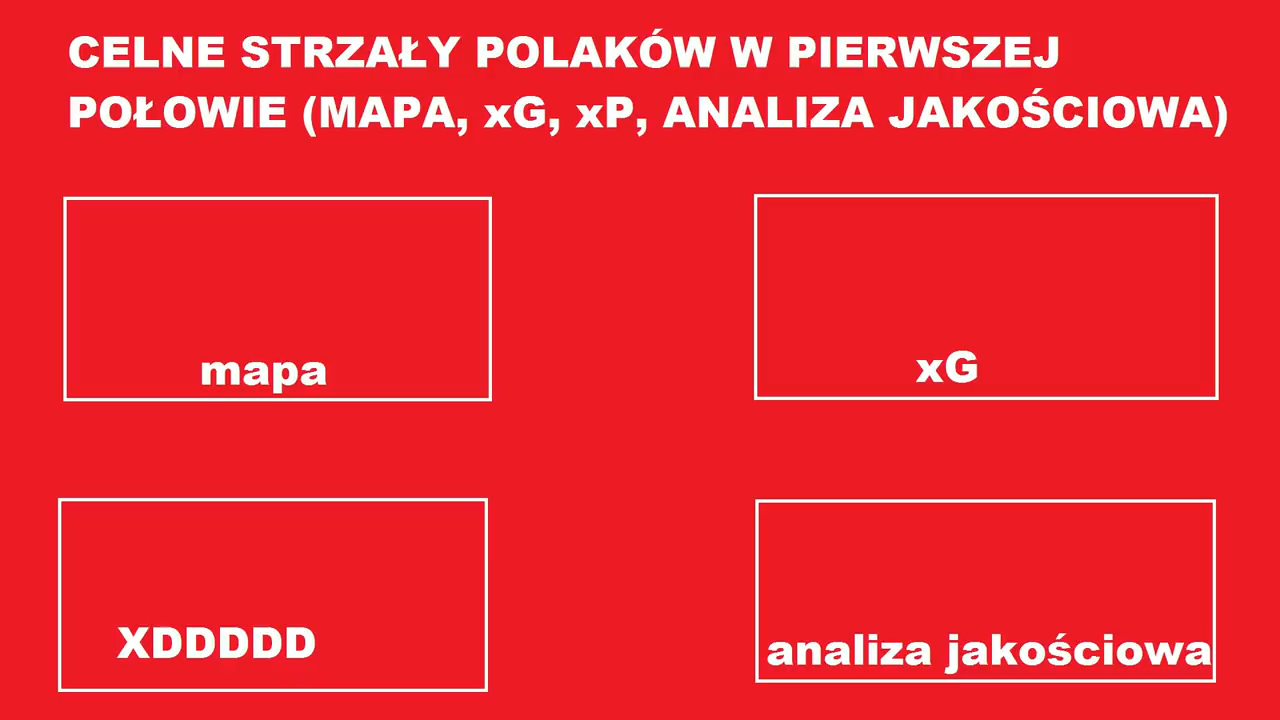 CELNE STRZAŁY POLAKÓW W PIERWSZEJ
POŁOWIE (MAPA, xG, xP, ANALIZA JAKOŚCIOWA)
mapa
xG
XDDDDD
analiza jakościowa